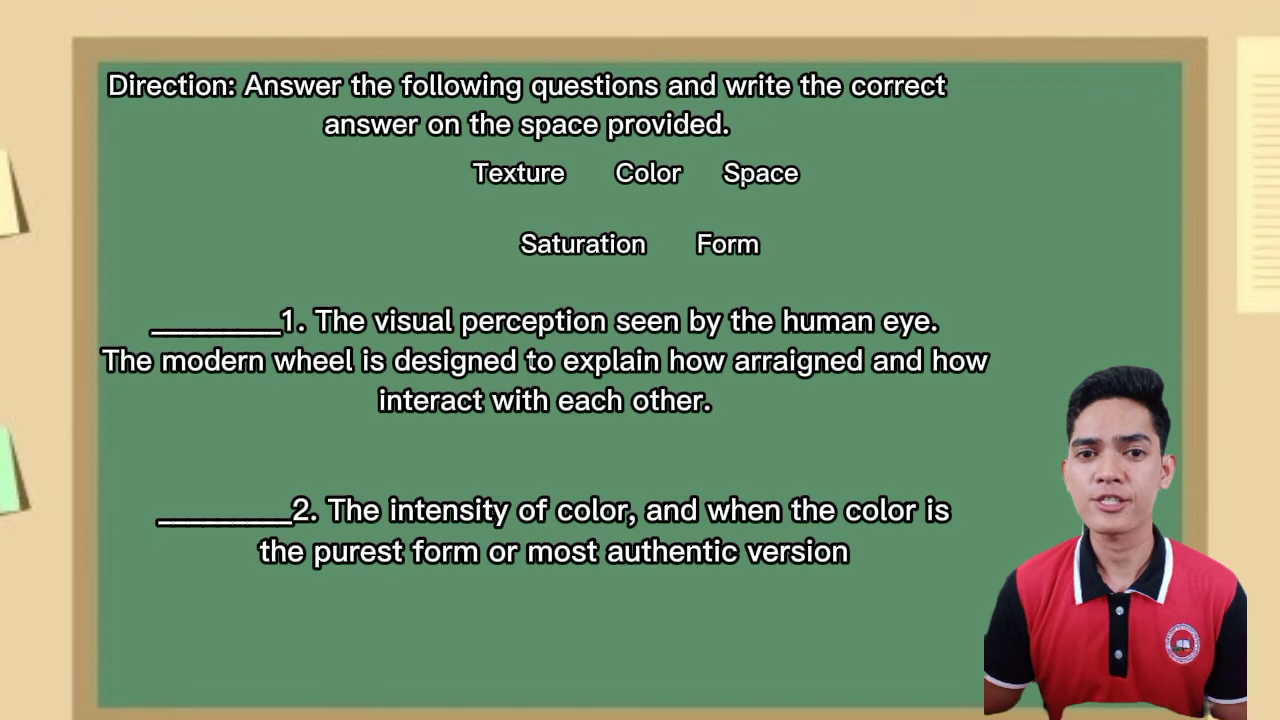 Direction: Answer the following questions and write the correct
answer on the space provided.
Texture Color Space
Saturation Form
_________1. The visual perception seen by the human eye.
The modern wheel is designed to explain how arraigned and how
interact with each other.
_________2. The intensity of color, and when the color is
the purest form or most authentic version